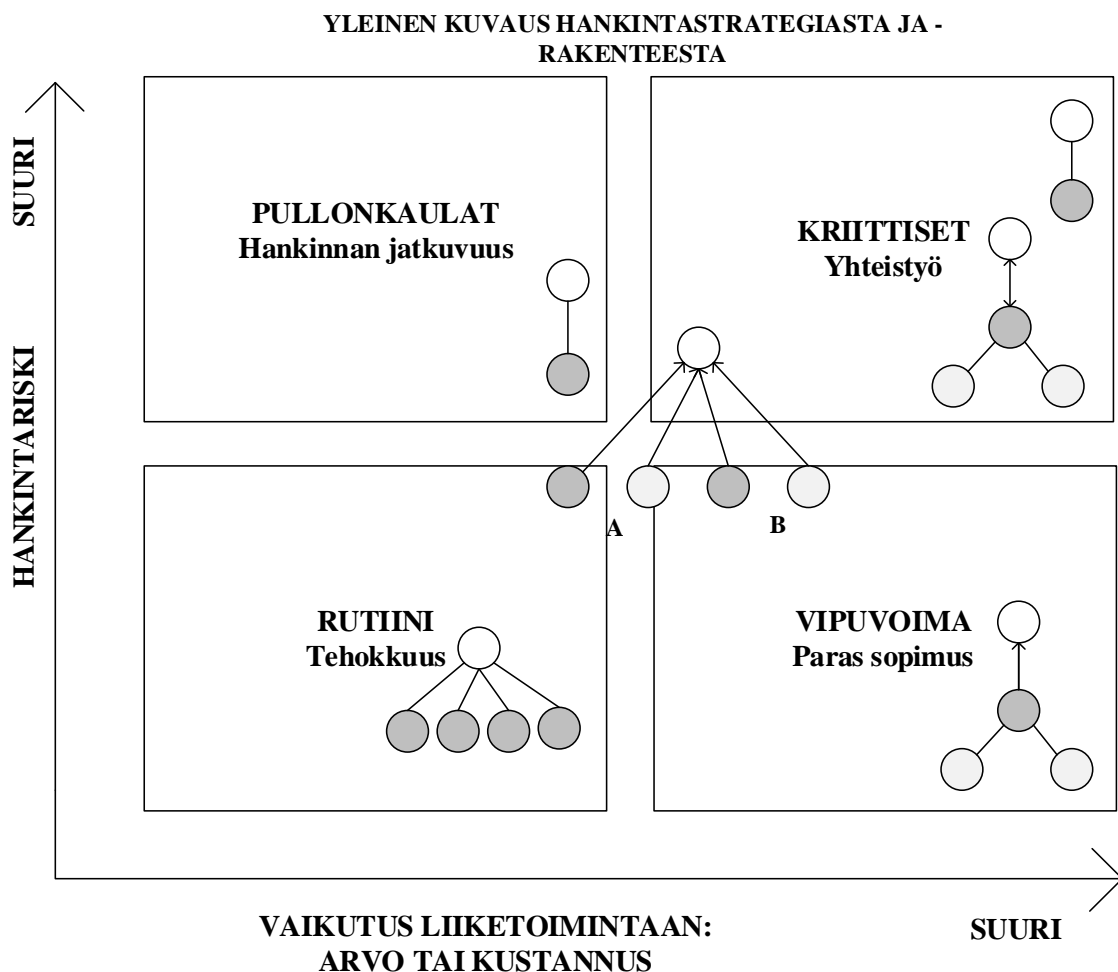 YLEINEN KUVAUS HANKINTASTRATEGIASTA JA -
RAKENTEESTA
SUURI
HANKINTARISKI
PULLONKAULAT
Hankinnan jatkuvuus
KRIITTISET
Yhteistyö
A
B
RUTIINI
Tehokkuus
VIPUVOIMA
Paras sopimus
VAIKUTUS LIIKETOIMINTAAN:
ARVO TAI KUSTANNUS
SUURI